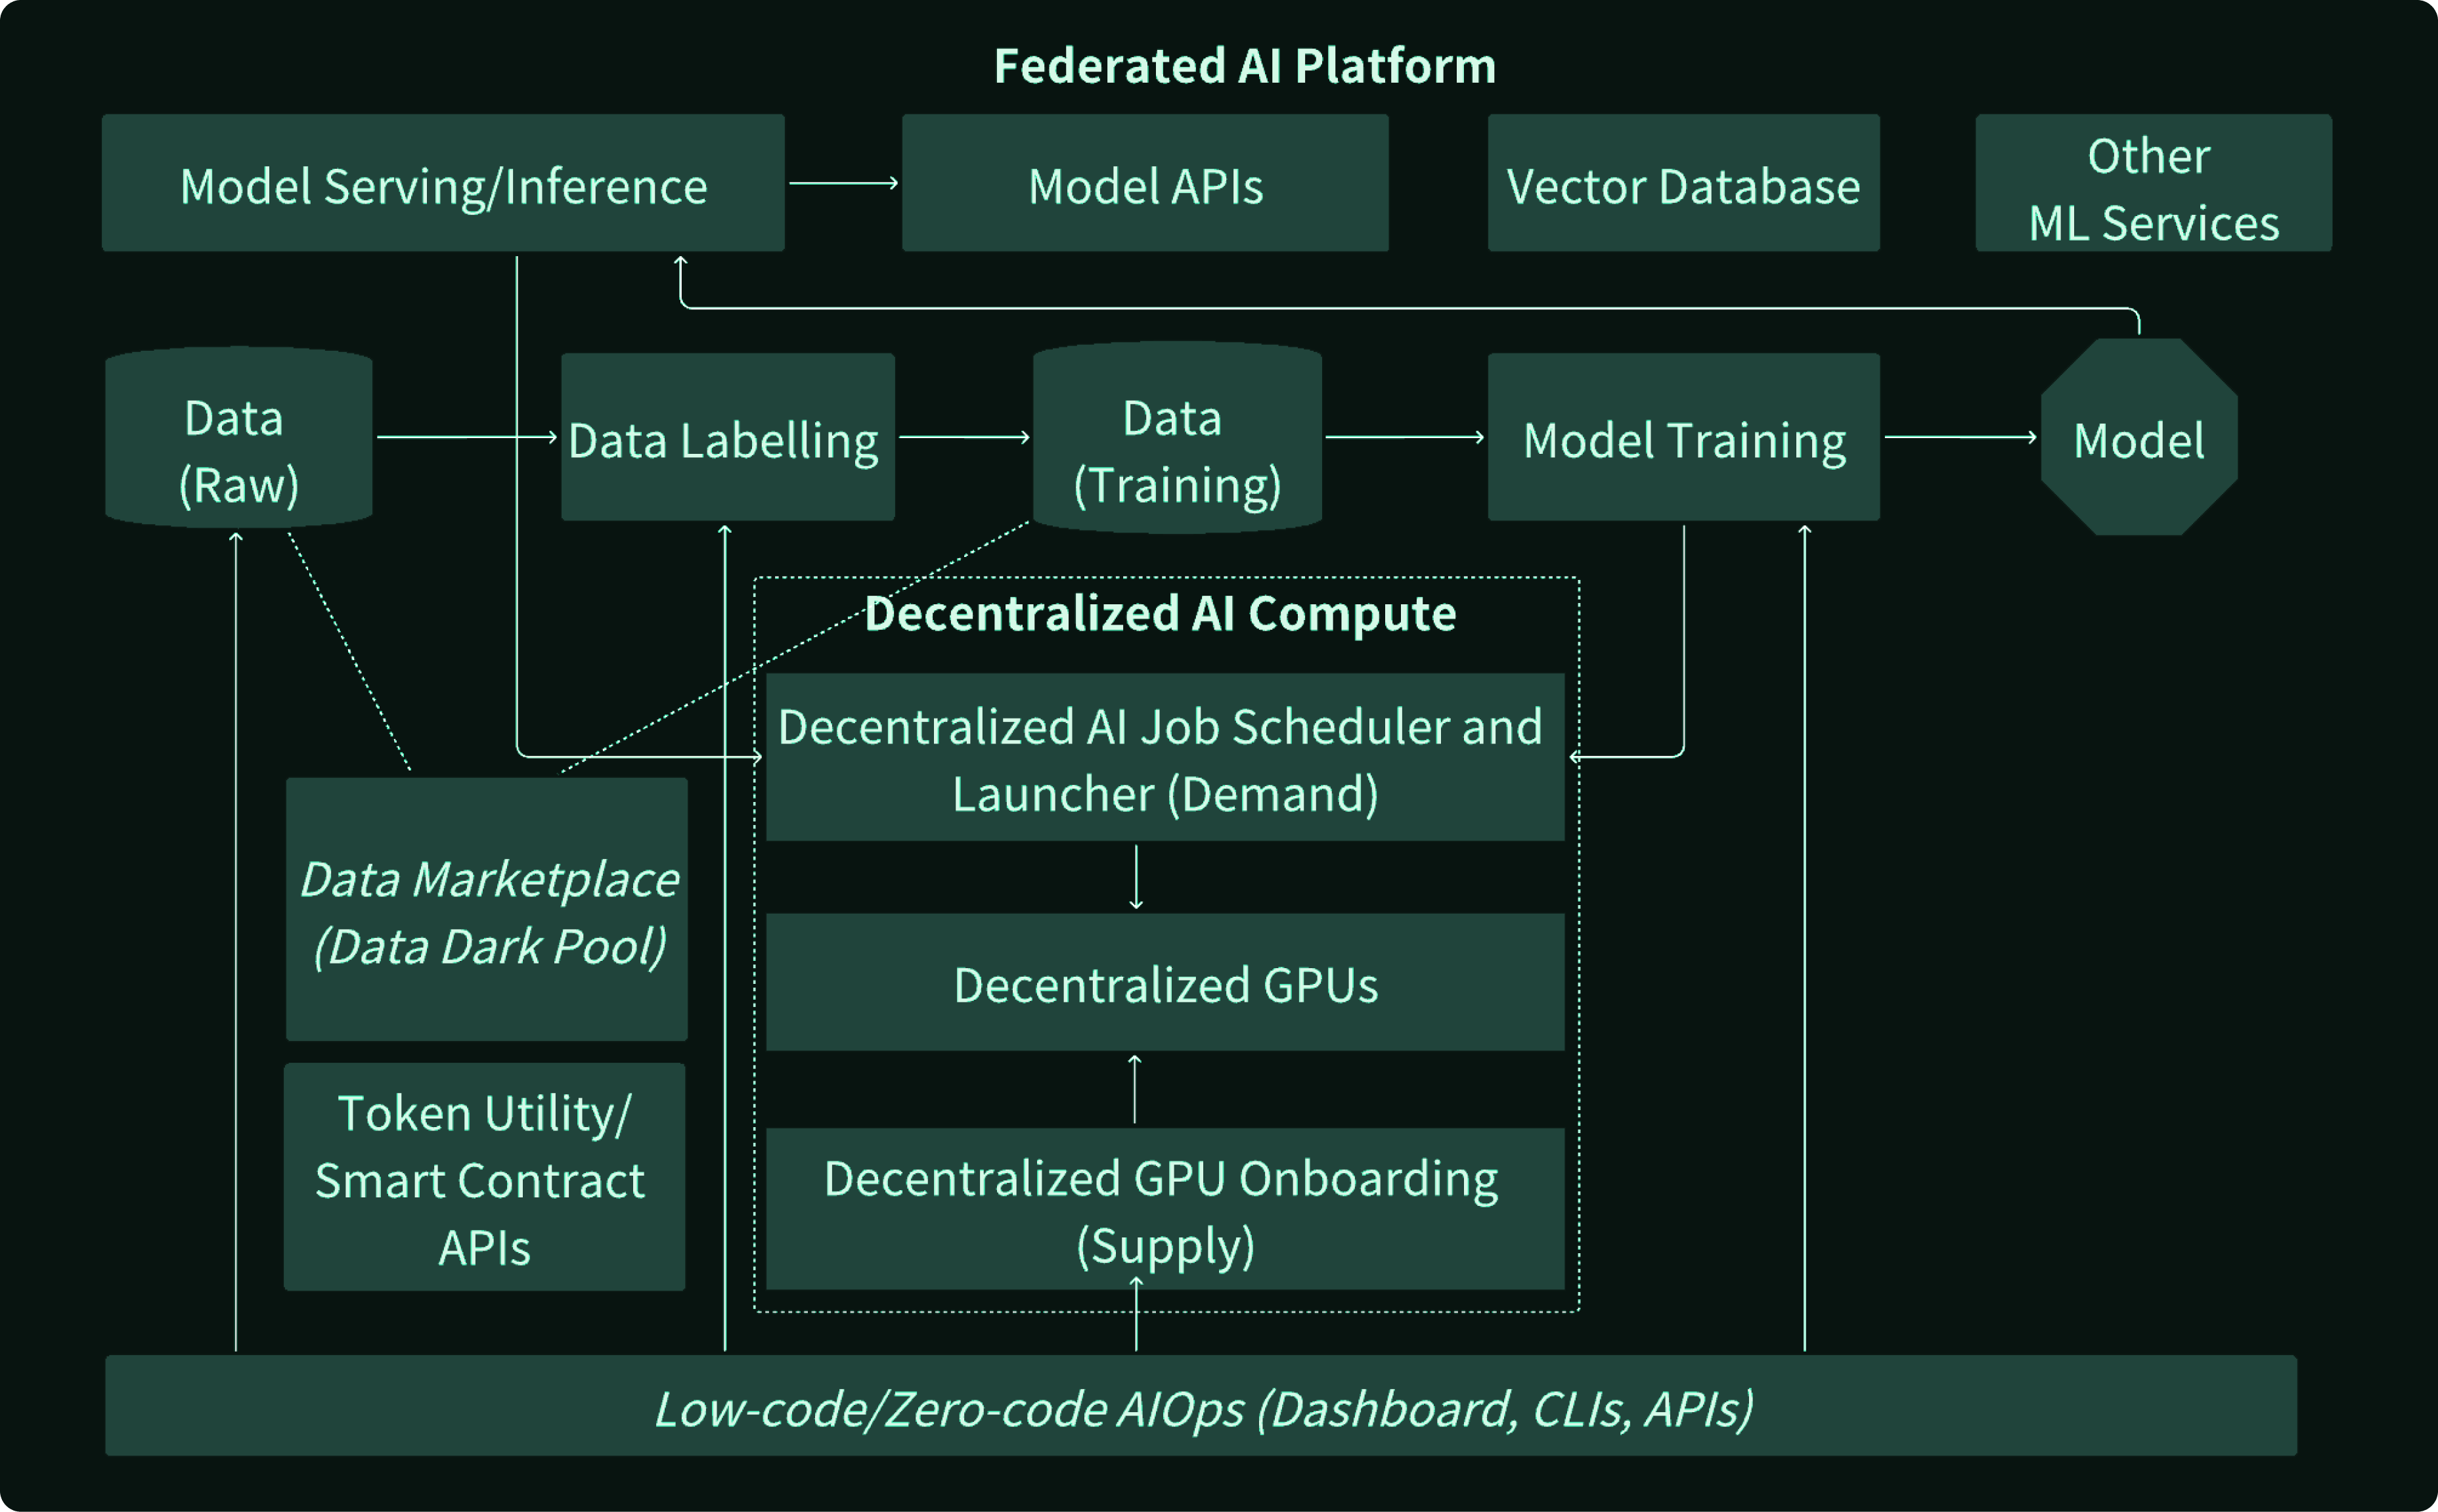 Federated AI Platform
Model Serving/Inference
Model APIs
Vector Database
Other
ML Services
Data
(Raw)
Data Labelling
Data
(Training)
Model Training
Model
Decentralized AI Compute
Decentralized AI Job Scheduler and
Launcher (Demand)
Data Marketplace
(Data Dark Pool)
Decentralized GPUs
Token Utility/
Smart Contract
APIs
Decentralized GPU Onboarding
(Supply)
Low-code/Zero-code AIOps (Dashboard, CLIs, APIs)